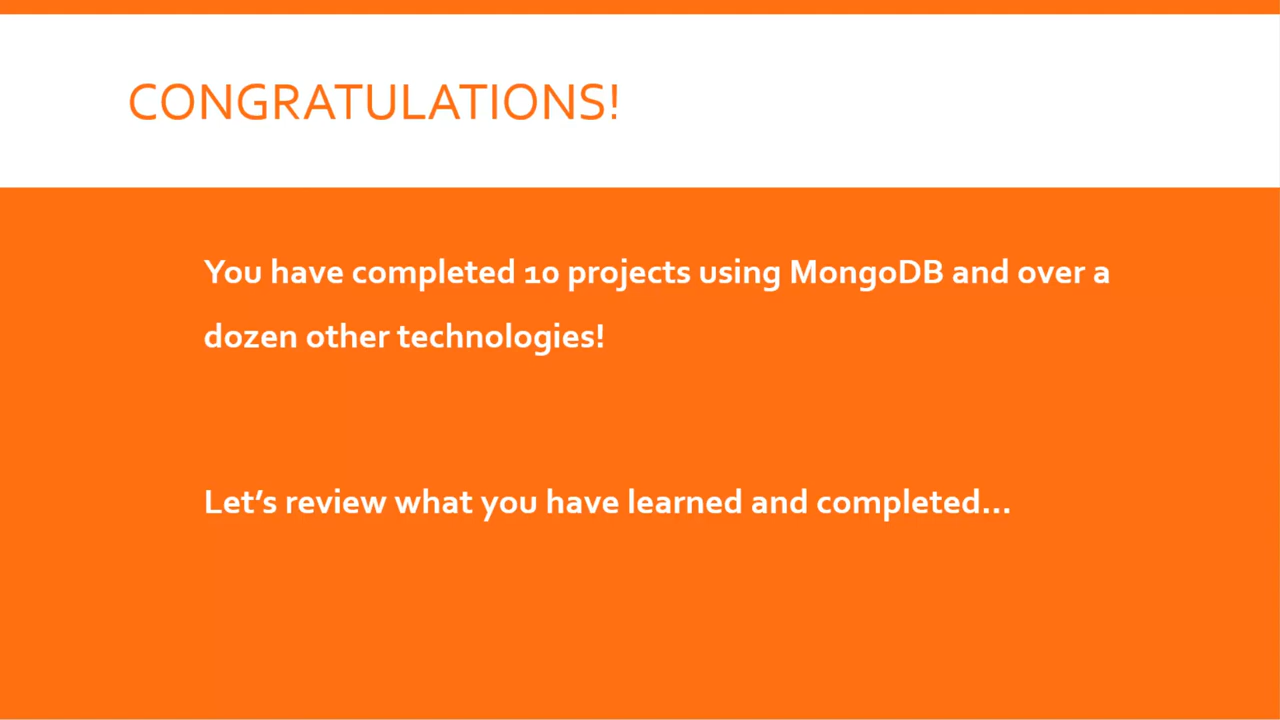 CONGRATULATIONS!
You have completed 10 projects using MongoDB and over a
dozen other technologies!
Let's review what you have learned and completed...